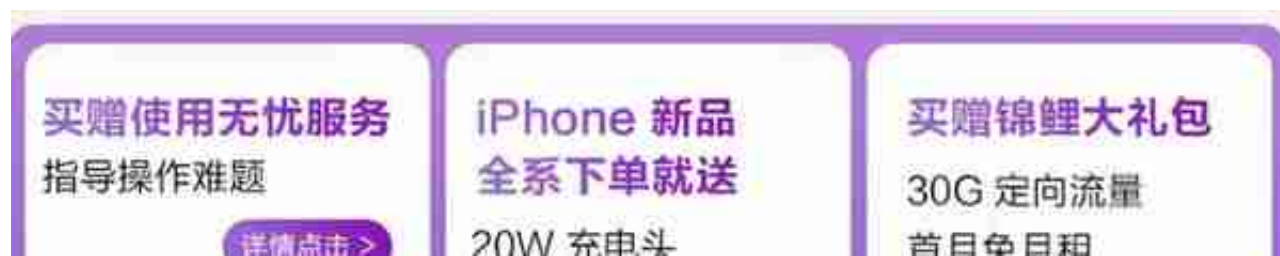 买赠使用无忧服务
指导操作难题
详情点击 >
iPhone 新品
全系下单就送
20W 充电头
买赠锦鲤大礼包
30G 定向流量
首月免月租